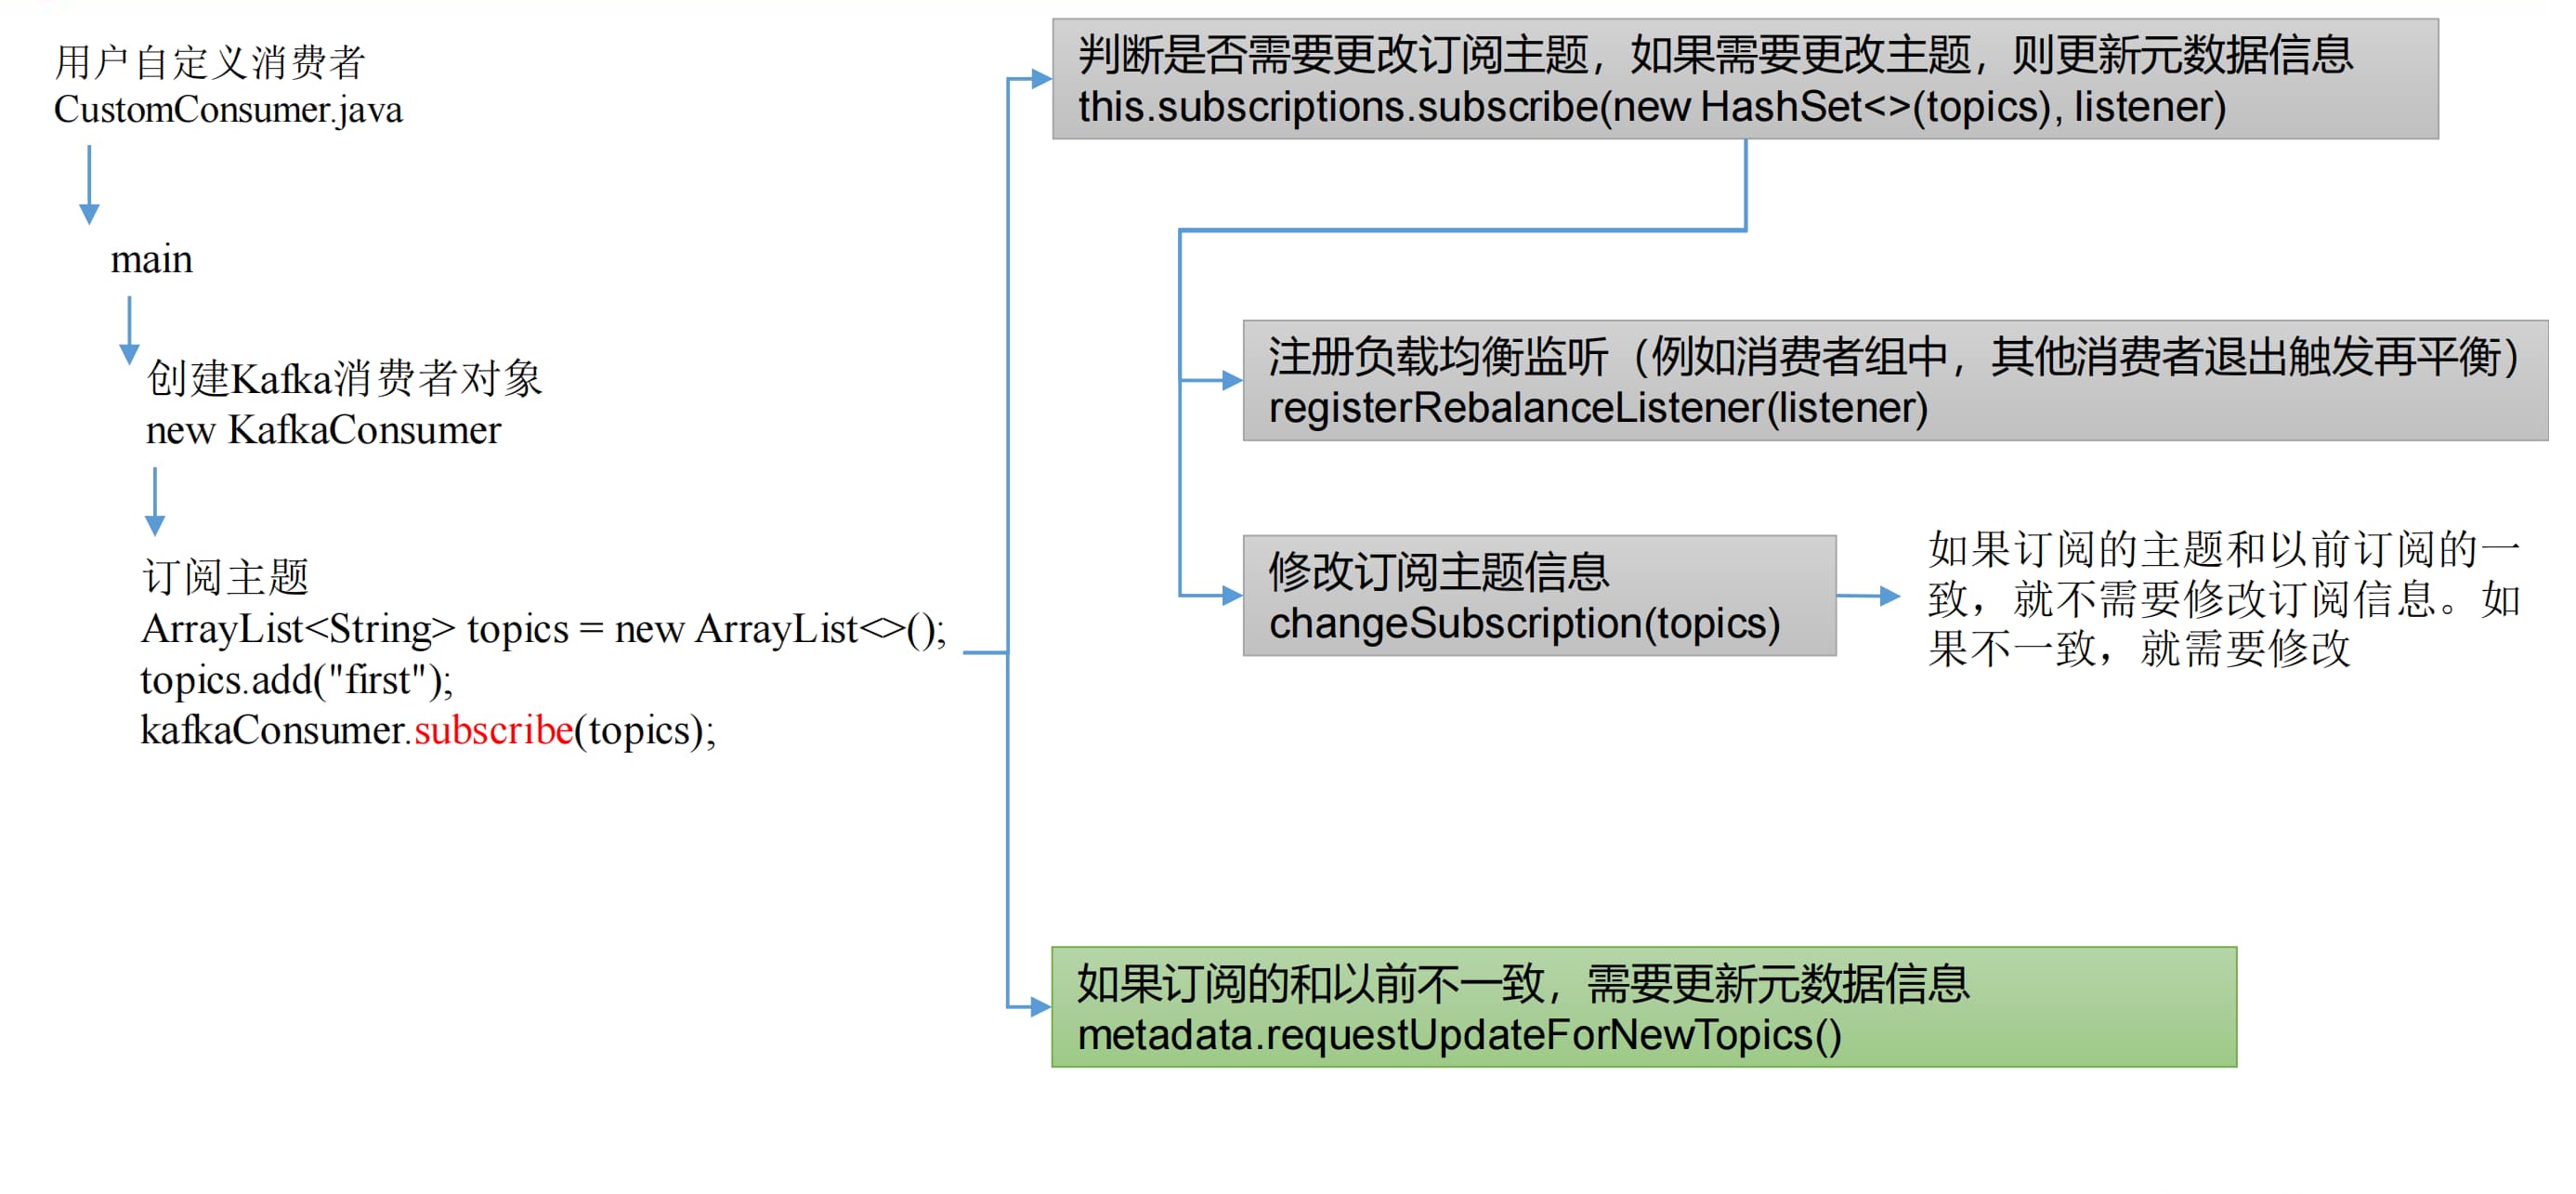 用户自定义消费者
CustomConsumer.java
main
创建Kafka消费者对象
new KafkaConsumer
订阅主题
ArrayList<String> topics = new ArrayList<>();
topics.add("first");
kafkaConsumer.subscribe(topics);
判断是否需要更改订阅主题，如果需要更改主题，则更新元数据信息
this.subscriptions.subscribe(new HashSet<>(topics), listener)
注册负载均衡监听（例如消费者组中，其他消费者退出触发再平衡）
registerRebalanceListener(listener)
修改订阅主题信息
changeSubscription(topics)
如果订阅的主题和以前订阅的一
致，就不需要修改订阅信息。如
果不一致，就需要修改
如果订阅的和以前不一致，需要更新元数据信息
metadata.requestUpdateForNewTopics()